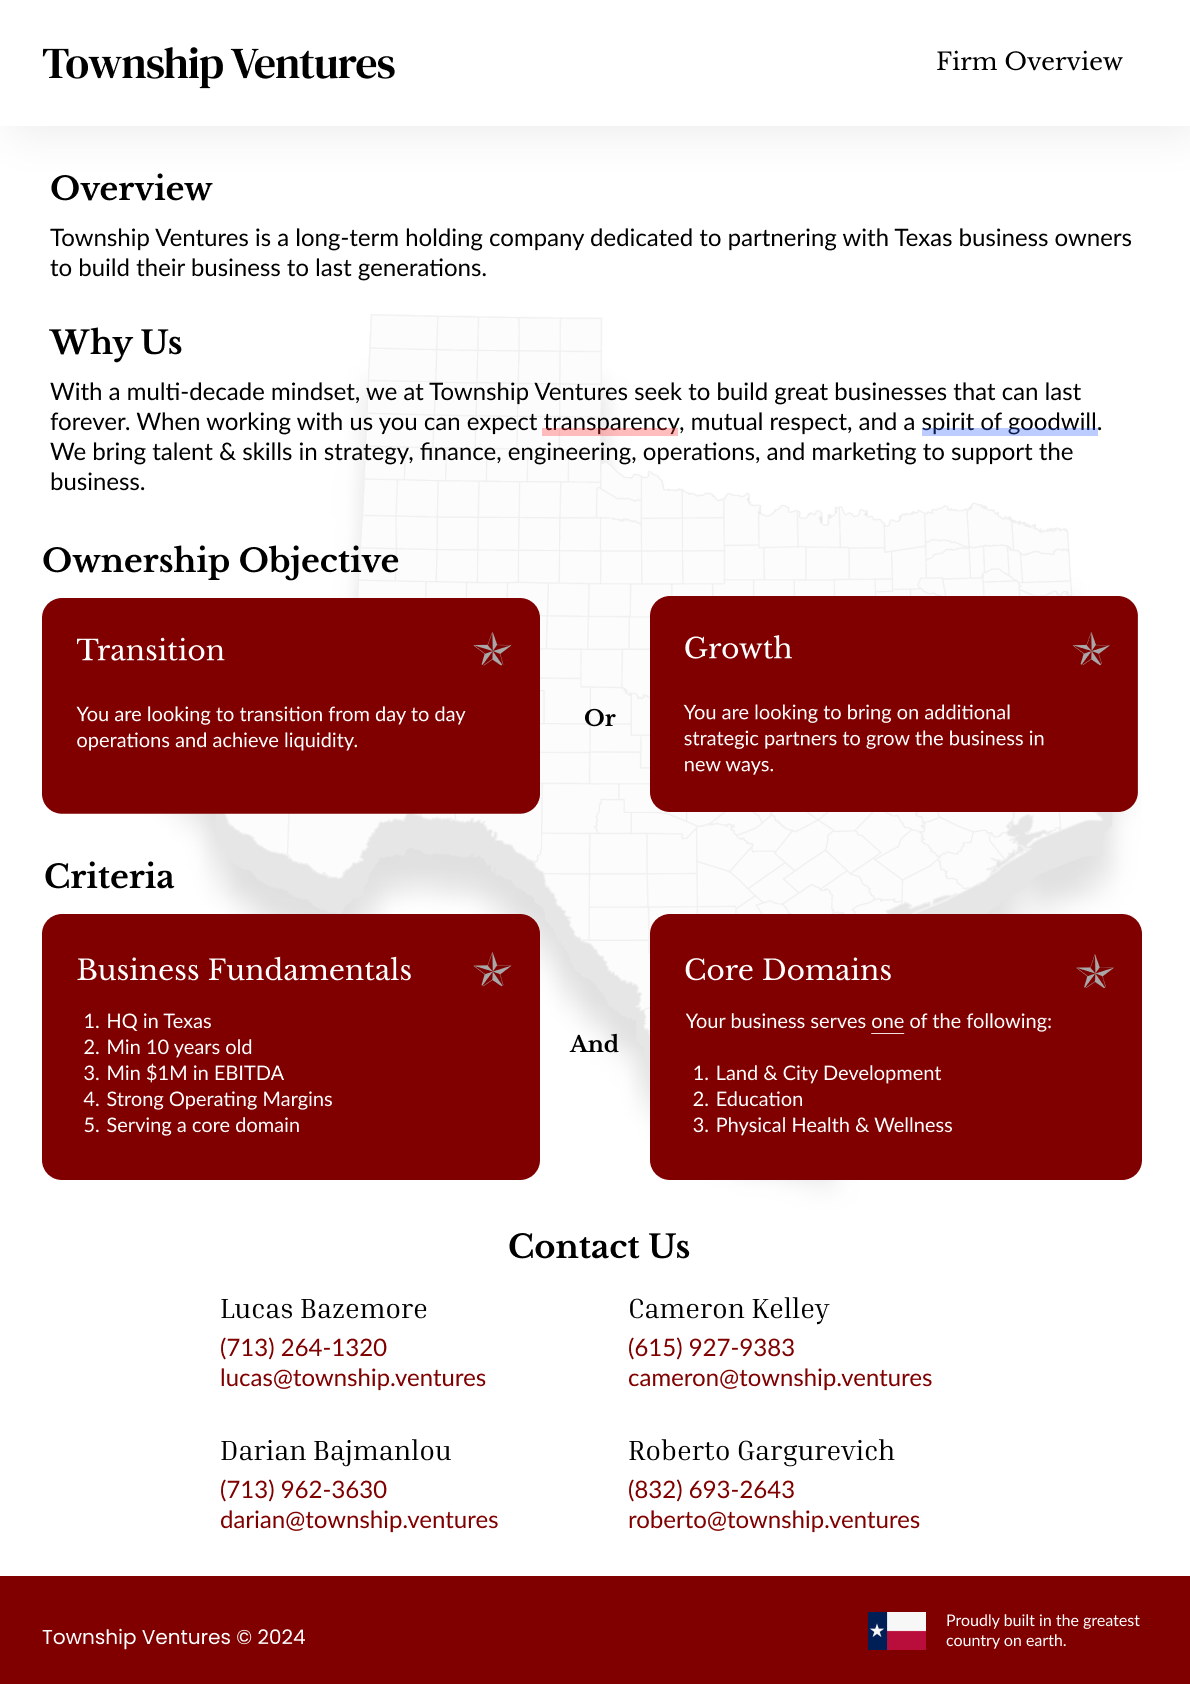 Township Ventures
Firm Overview
Overview
Township Ventures is a long-term holding company dedicated to partnering with Texas business owners
to build their business to last generations.
Why Us
With a multi-decade mindset, we at Township Ventures seek to build great businesses that can last
forever. When working with us you can expect transparency, mutual respect, and a spirit of goodwill.
We bring talent & skills in strategy, finance, engineering, operations, and marketing to support the
business.
Ownership Objective
Transition
You are looking to transition from day to day
operations and achieve liquidity.
Or
Growth
You are looking to bring on additional
strategic partners to grow the business in
new ways.
Criteria
Business Fundamentals
1. HQ in Texas
2. Min 10 years old
3. Min $1M in EBITDA
4. Strong Operating Margins
5. Serving a core domain
And
Core Domains
Your business serves one of the following:
1. Land & City Development
2. Education
3. Physical Health & Wellness
Contact Us
Lucas Bazemore
(713) 264-1320
lucas@township.ventures
Cameron Kelley
(615) 927-9383
cameron@township.ventures
Darian Bajmanlou
(713) 962-3630
darian@township.ventures
Roberto Gargurevich
(832) 693-2643
roberto@township.ventures
Township Ventures © 2024
Proudly built in the greatest
country on earth.